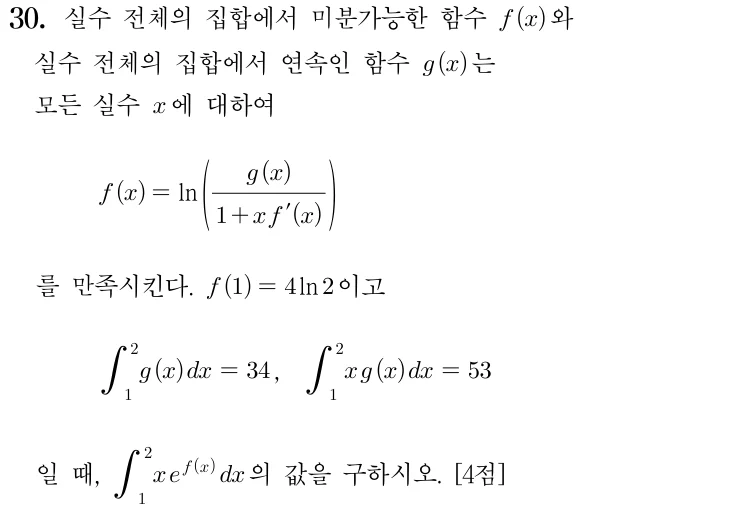 30. 실수 전체의 집합에서 미분가능한 함수 f(x)와
실수 전체의 집합에서 연속인 함수 g(x)는
모든 실수 x에 대하여
f(x) = ln( g(x) / (1+xf′(x)) )
를 만족시킨다. f(1) = 4ln2이고
∫₁² g(x)dx = 34, ∫₁² xg(x)dx = 53
일 때, ∫₁² xe^{f(x)}dx의 값을 구하시오. [4점]